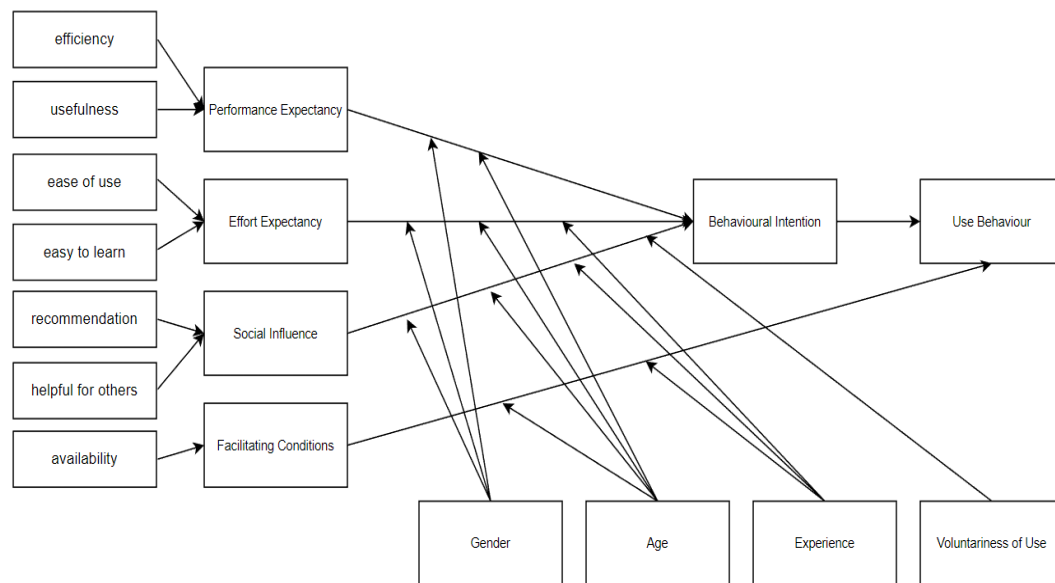 efficiency
usefulness
Performance Expectancy
ease of use
Effort Expectancy
Behavioural Intention
Use Behaviour
easy to learn
recommendation
Social Influence
helpful for others
Facilitating Conditions
availability
Gender
Age
Experience
Voluntariness of Use